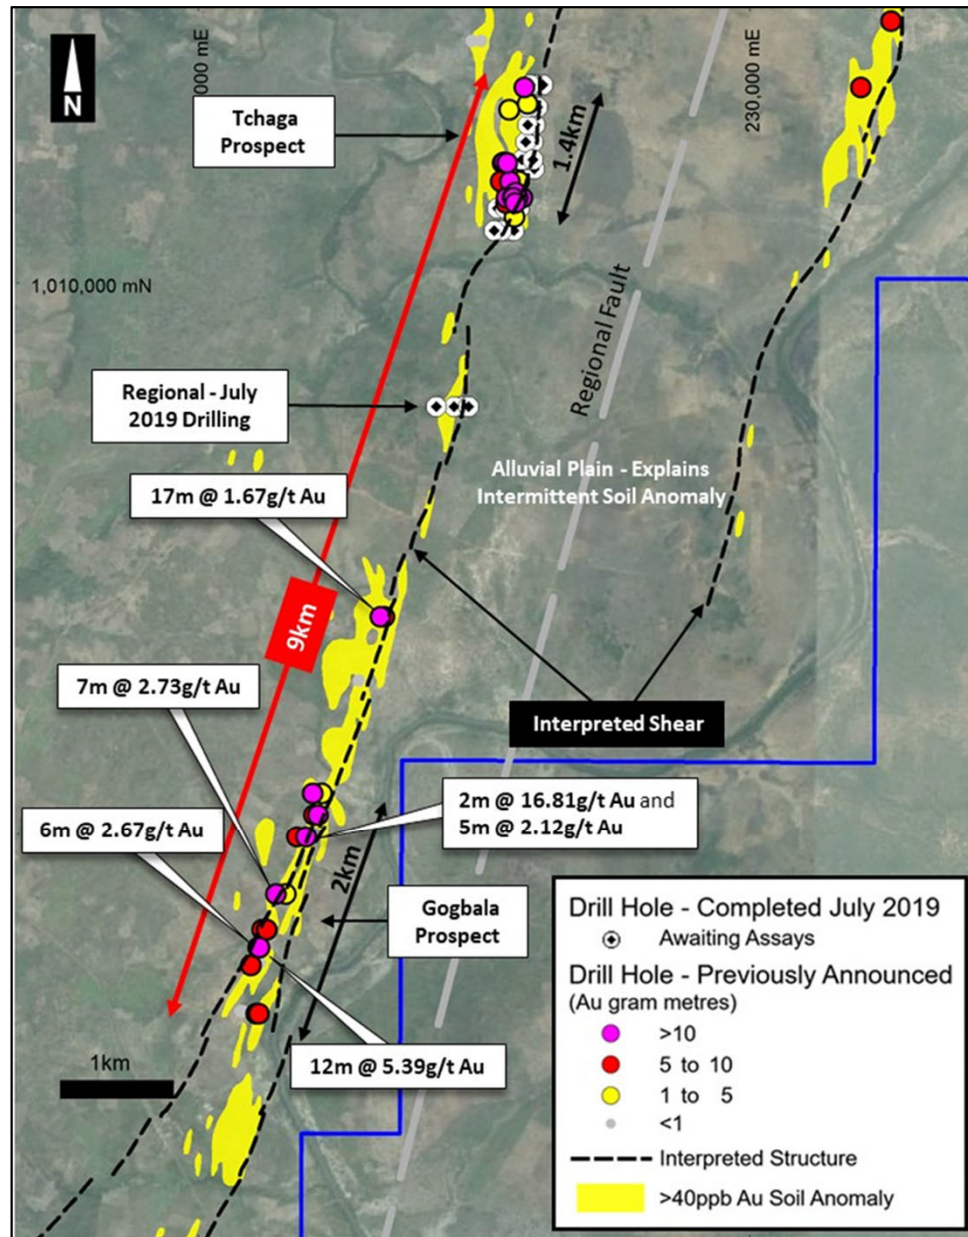 000 mE
230,000 mE
N
Tchaga
Prospect
1.4km
1,010,000 mN
Regional Fault
Regional - July
2019 Drilling
Alluvial Plain - Explains
Intermittent Soil Anomaly
17m @ 1.67g/t Au
9km
7m @ 2.73g/t Au
Interpreted Shear
2m @ 16.81g/t Au and
5m @ 2.12g/t Au
6m @ 2.67g/t Au
2km
Gogbala
Prospect
12m @ 5.39g/t Au
1km
Drill Hole - Completed July 2019
Awaiting Assays
Drill Hole - Previously Announced
(Au gram metres)
>10
5 to 10
1 to 5
<1
Interpreted Structure
>40ppb Au Soil Anomaly